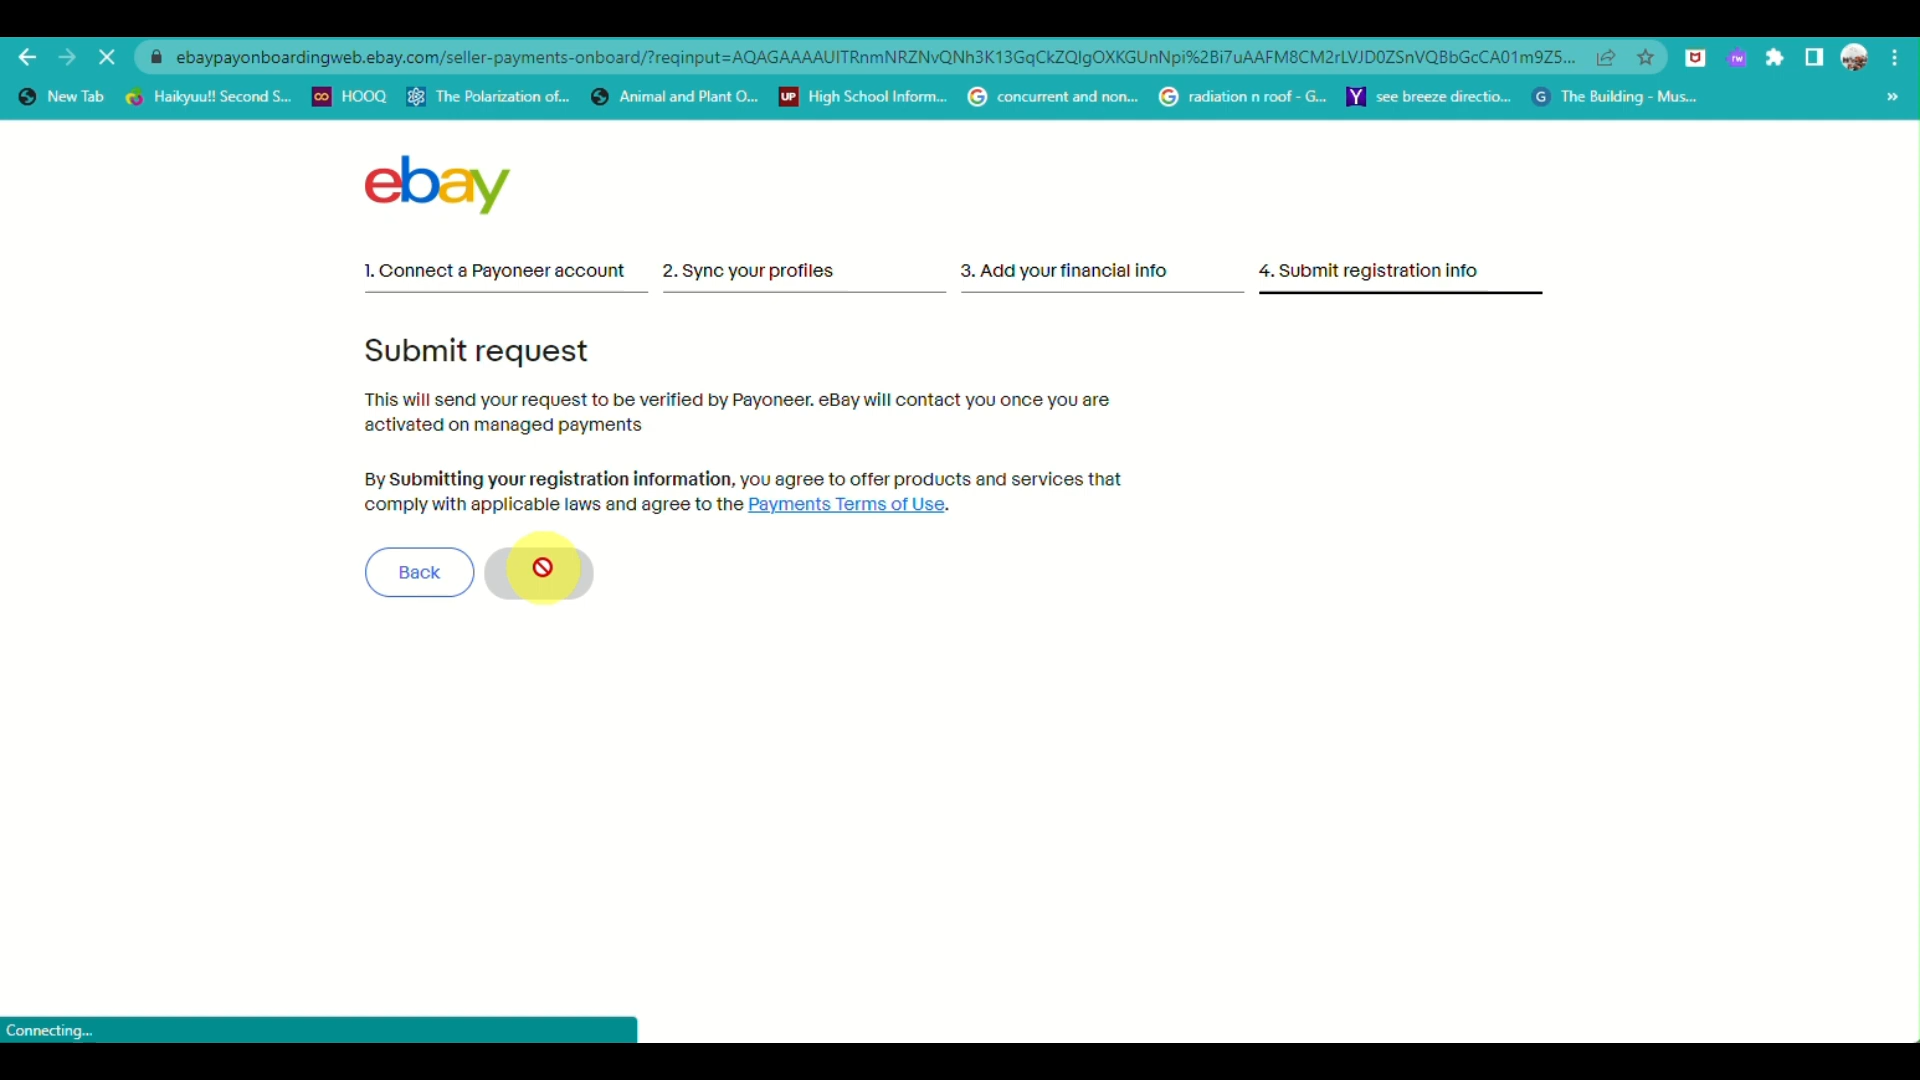 ebaypayonboardingweb.ebay.com/seller-payments-onboard/?reqinput=AQAGAAAAUITRnmNRZNvQNh3K13GqCkZQIgOXKGUnNpi%2Bi7uAAFM8CM2rLVJD0ZSnVQBbGcCA01m9Z5...
New Tab
Haikyuu!! Second S...
HOOQ
The Polarization of...
Animal and Plant O...
UP
High School Inform...
concurrent and non...
radiation n roof - G...
see breeze directio...
The Building - Mus...
ebay
1. Connect a Payoneer account
2. Sync your profiles
3. Add your financial info
4. Submit registration info
Submit request
This will send your request to be verified by Payoneer. eBay will contact you once you are
activated on managed payments
By Submitting your registration information, you agree to offer products and services that
comply with applicable laws and agree to the Payments Terms of Use.
Back
Connecting...